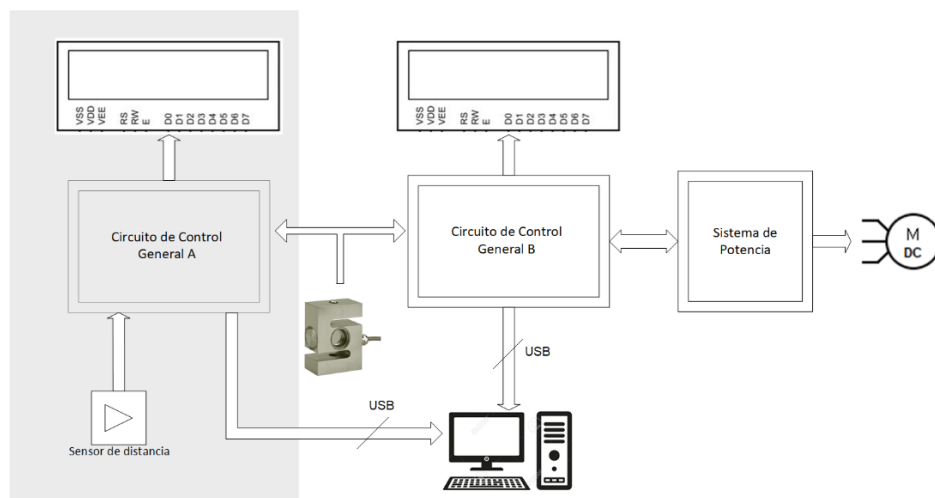 VSS VDD VEE RS RW E D0 D1 D2 D3 D4 D5 D6 D7
VSS VDD VEE RS RW E D0 D1 D2 D3 D4 D5 D6 D7
Circuito de Control
General A
Circuito de Control
General B
Sistema de
Potencia
M
DC
USB
USB
Sensor de distancia